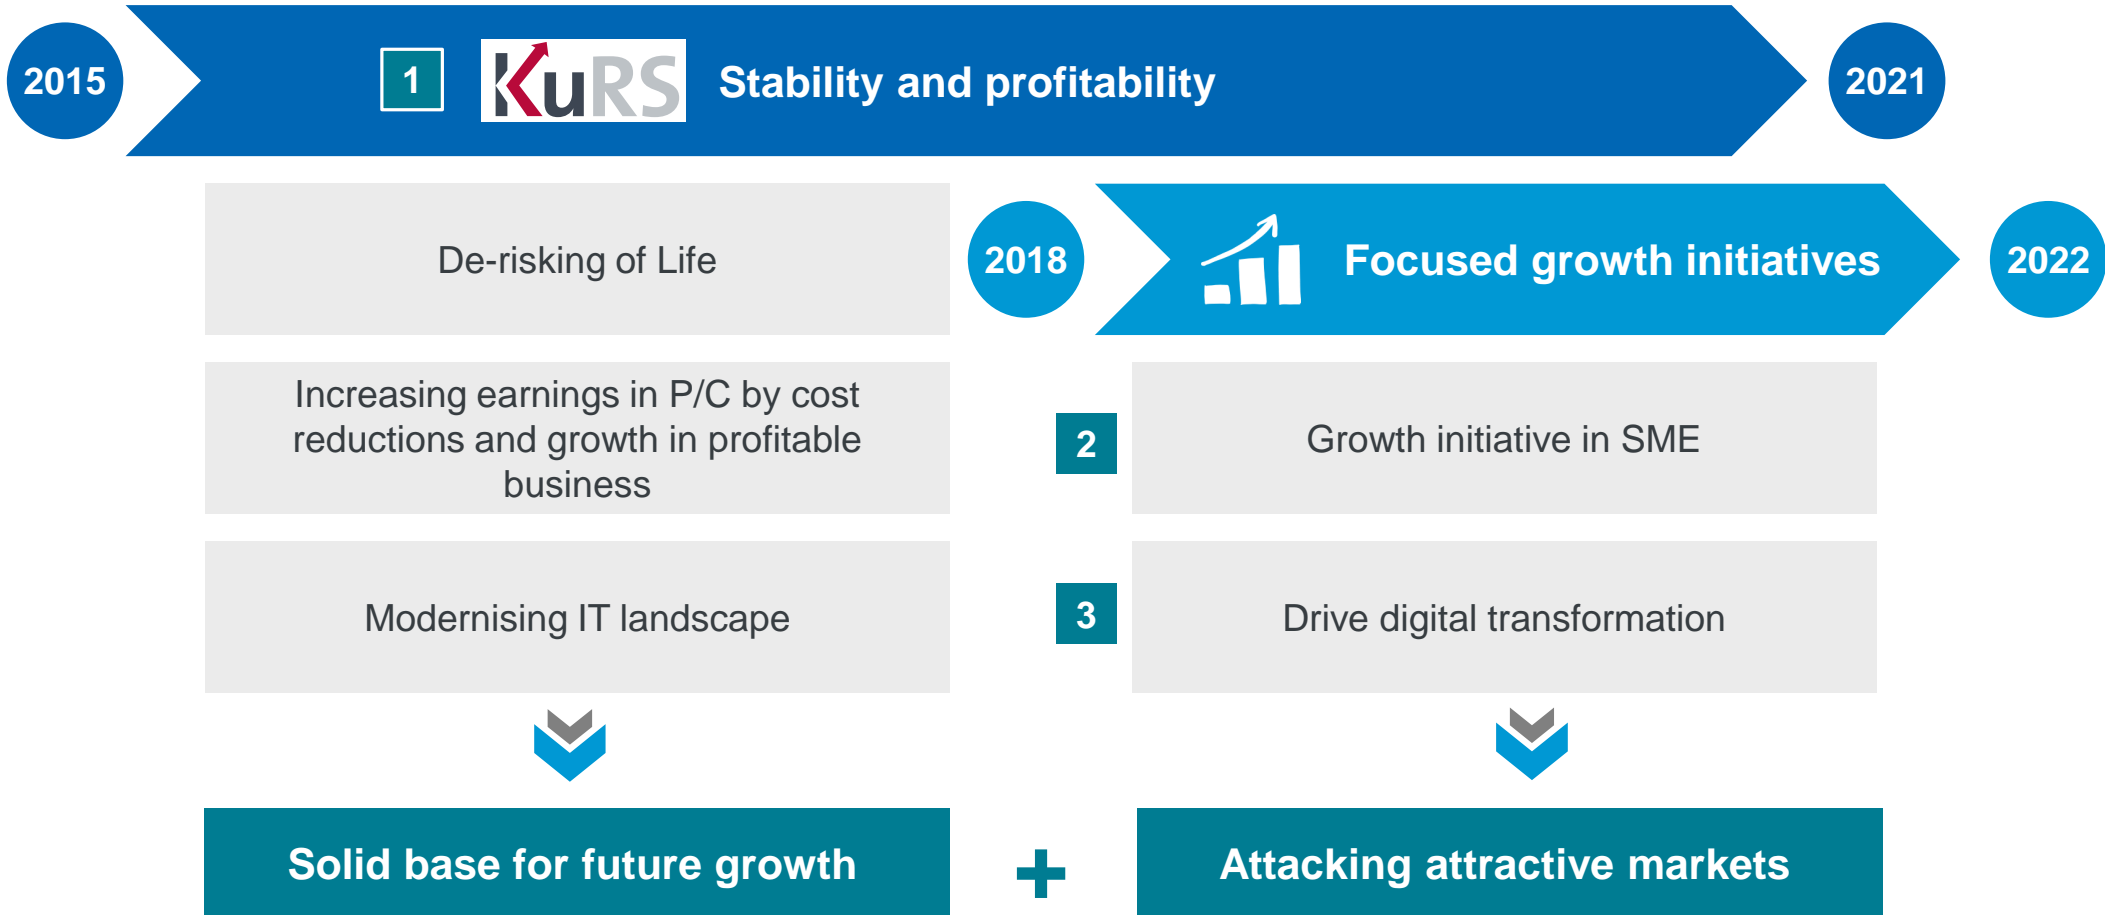 2015
1
KuRS
Stability and profitability
2021
De-risking of Life
2018
Focused growth initiatives
2022
Increasing earnings in P/C by cost
reductions and growth in profitable
business
2
Growth initiative in SME
Modernising IT landscape
3
Drive digital transformation
Solid base for future growth
+
Attacking attractive markets